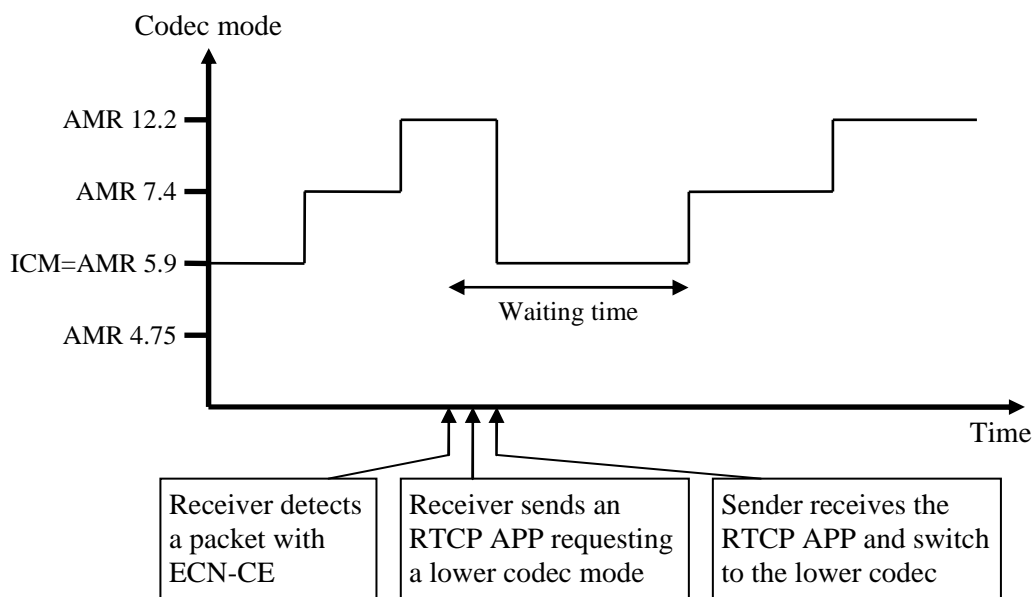 Codec mode
AMR 12.2
AMR 7.4
ICM=AMR 5.9
AMR 4.75
Waiting time
Time
Receiver detects
a packet with
ECN-CE
Receiver sends an
RTCP APP requesting
a lower codec mode
Sender receives the
RTCP APP and switch
to the lower codec